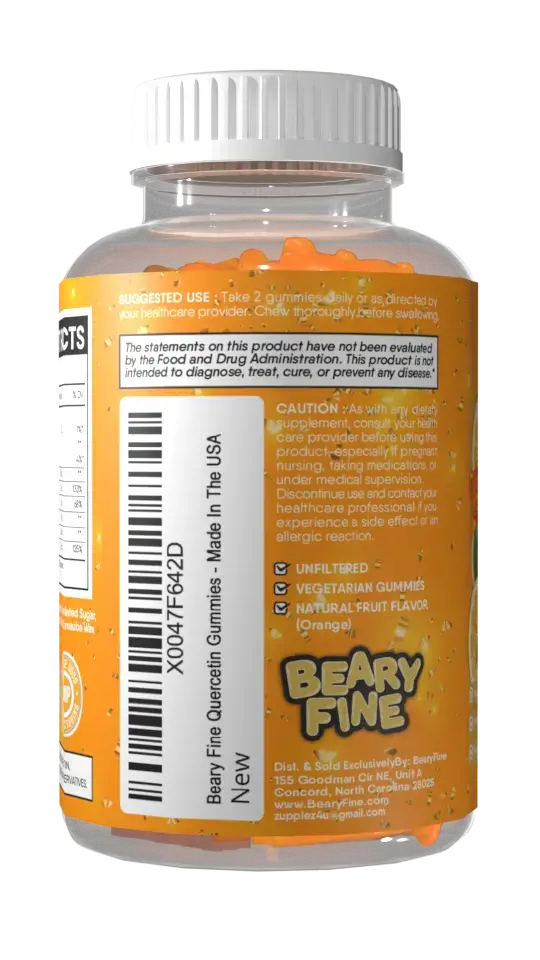 SUGGESTED USE : Take 2 gummies daily or as directed by
your healthcare provider. Chew thoroughly before swallowing.
CTS
The statements on this product have not been evaluated
by the Food and Drug Administration. This product is not
intended to diagnose, treat, cure, or prevent any disease.*
% DV
133%
125%
X0047F642D
Beary Fine Quercetin Gummies - Made In The USA
New
CAUTION : As with any dietary
supplement, consult your health
care provider before using this
product, especially if pregnant,
nursing, taking medications, or
under medical supervision.
Discontinue use and contact your
healthcare professional if you
experience a side effect or an
allergic reaction.
UNFILTERED
VEGETARIAN GUMMIES
NATURAL FRUIT FLAVOR
(Orange)
BEARY
FINE
Dist. & Sold ExclusivelyBy: BearyFine
155 Goodman Cir NE, Unit A
Concord, North Carolina 28025
www.BearyFine.com
zupplez4u@gmail.com
Sugar,
Wax